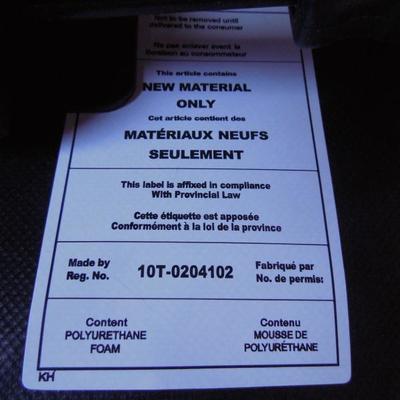 Not to be removed until
delivered to the consumer
Ne pas enlever avant la
livraison au consommateur
This article contains
NEW MATERIAL
ONLY
Cet article contient des
MATÉRIAUX NEUFS
SEULEMENT
This label is affixed in compliance
With Provincial Law
Cette étiquette est apposée
Conformément à la loi de la province
Made by
Reg. No.
10T-0204102
Fabriqué par
No. de permis:
Content
POLYURETHANE
FOAM
Contenu
MOUSSE DE
POLYURÉTHANE
KH